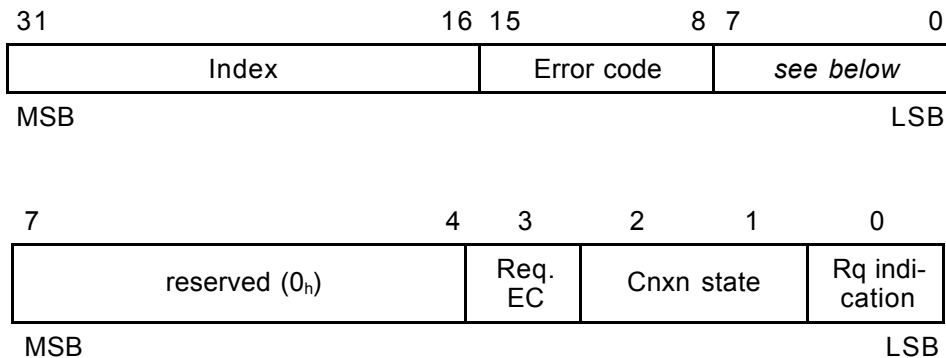 31 16 15 8 7 0
Index Error code see below
MSB LSB
7 4 3 2 1 0
reserved (0h) Req. EC Cnxn state Rq indi-cation
MSB LSB